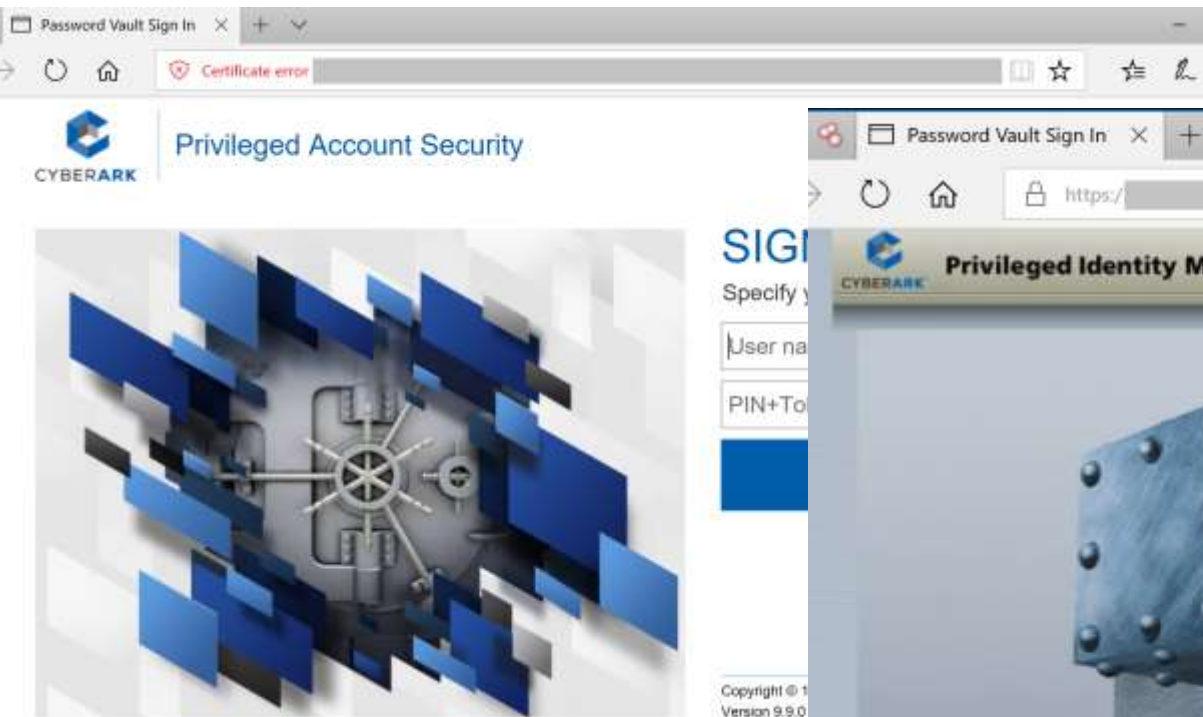 Password Vault Sign In
Certificate error
CYBERARK
Privileged Account Security
SIGN
Specify y
User na
PIN+To
Copyright © 1
Version 9.9.0
Password Vault Sign In
https:/
CYBERARK
Privileged Identity M